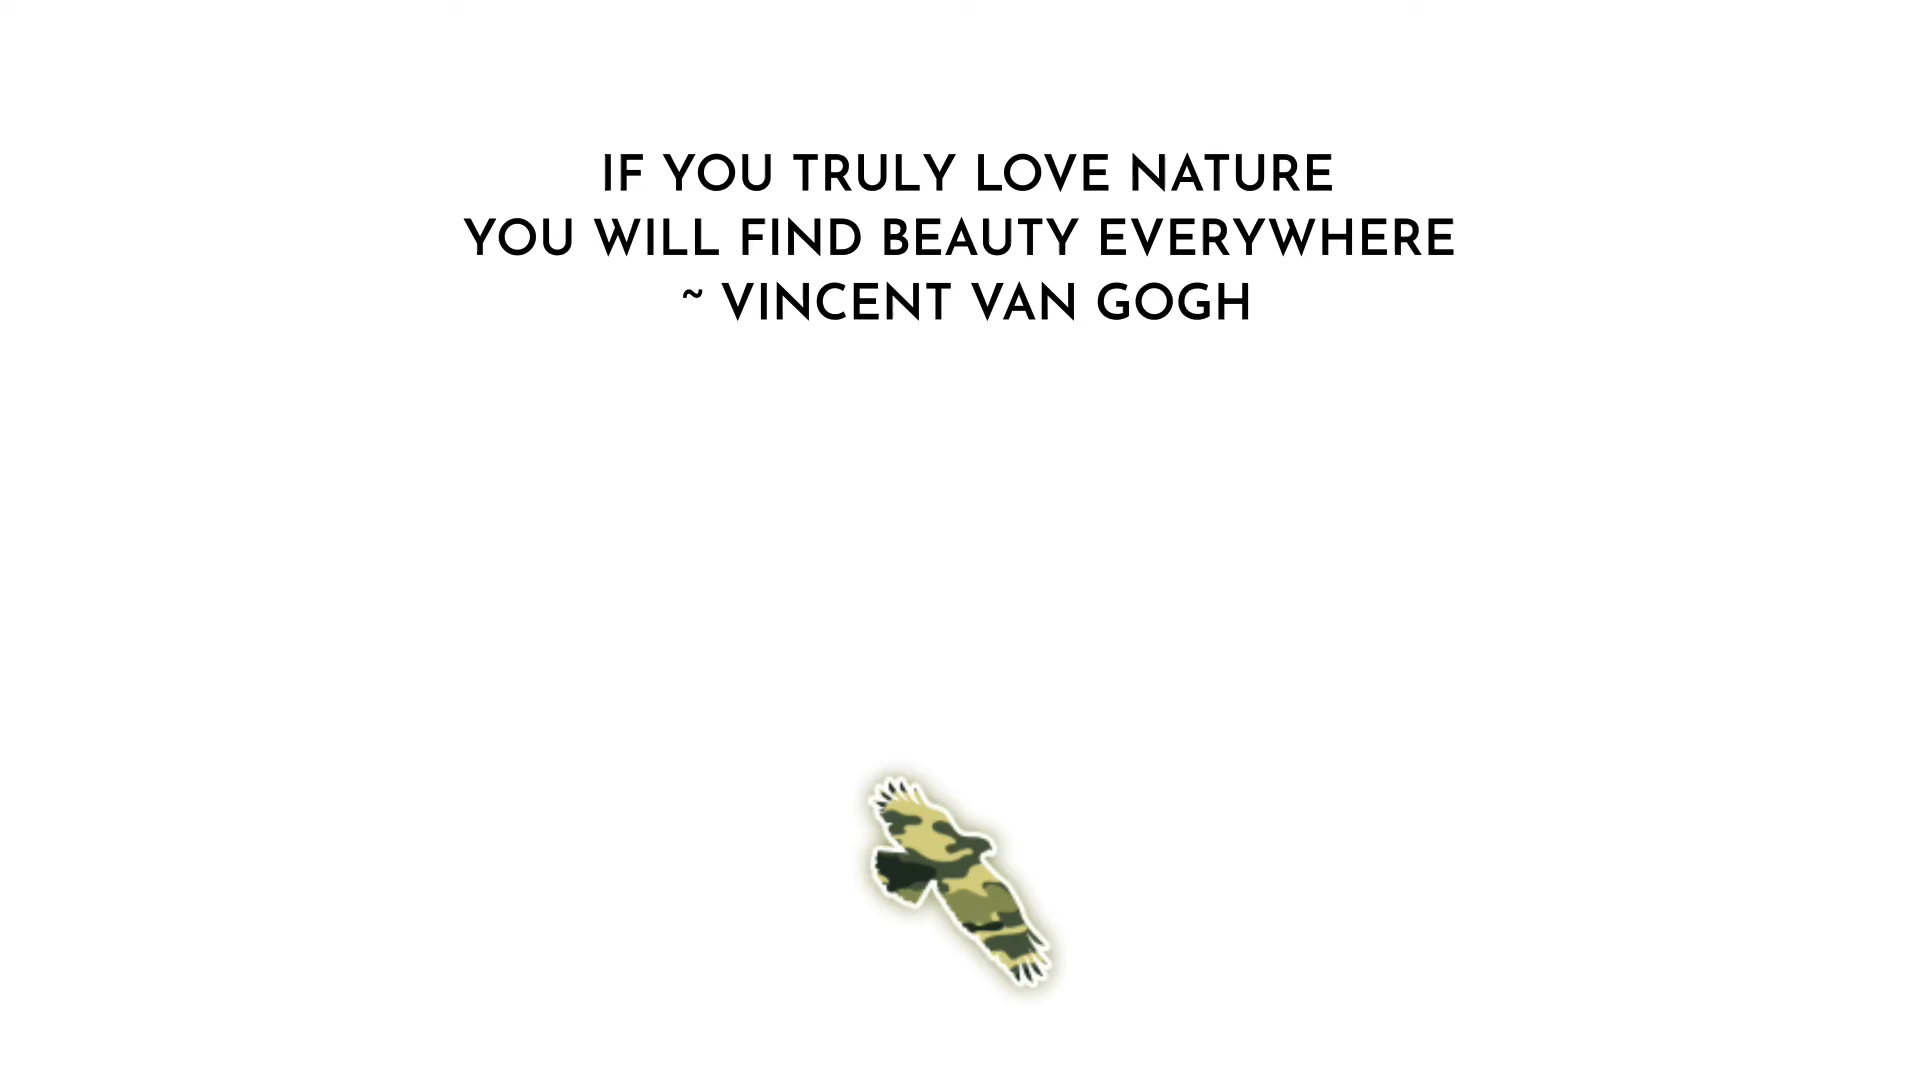 IF YOU TRULY LOVE NATURE
YOU WILL FIND BEAUTY EVERYWHERE
~ VINCENT VAN GOGH